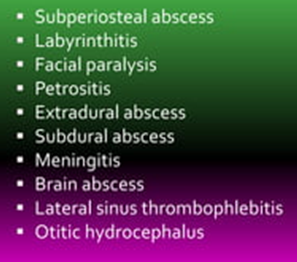 ▪ Subperiosteal abscess
▪ Labyrinthitis
▪ Facial paralysis
▪ Petrositis
▪ Extradural abscess
▪ Subdural abscess
▪ Meningitis
▪ Brain abscess
▪ Lateral sinus thrombophlebitis
▪ Otitic hydrocephalus